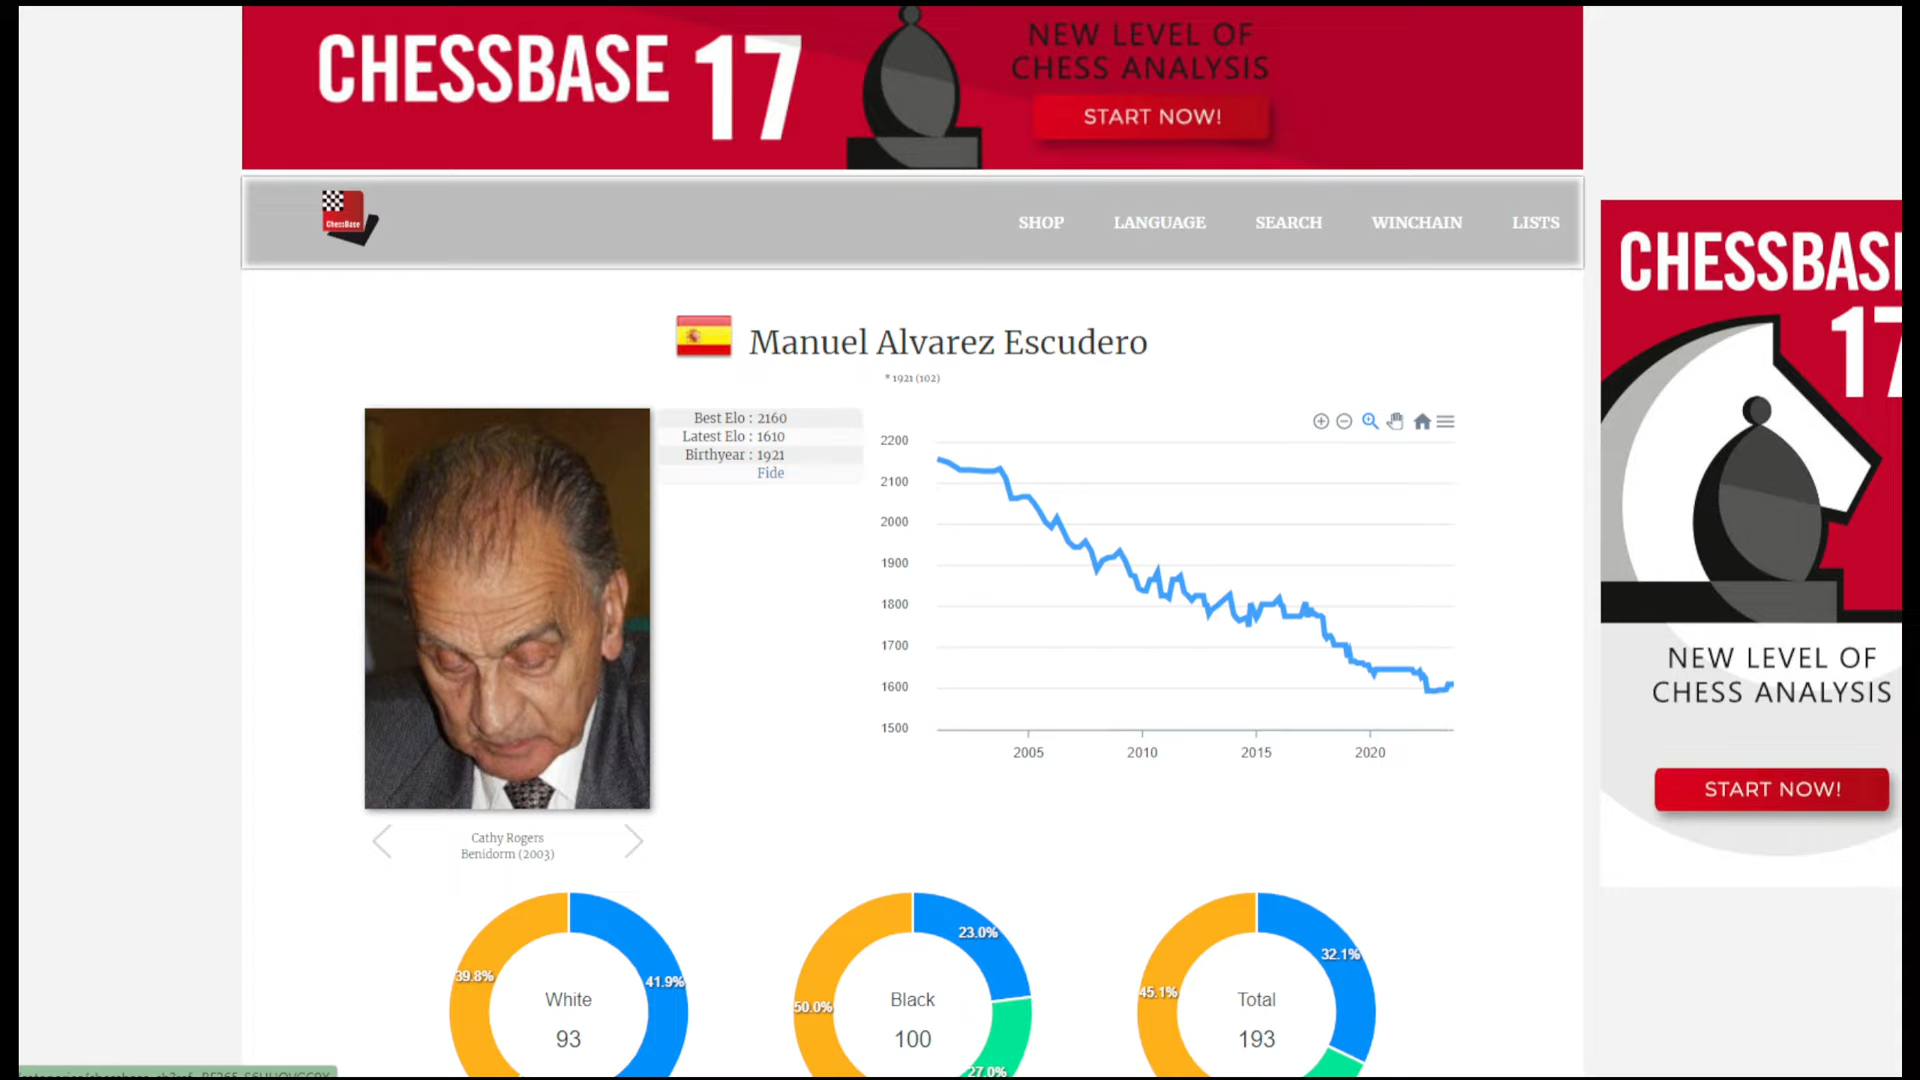 CHESSBASE 17
NEW LEVEL OF
CHESS ANALYSIS
START NOW!
ChessBase
SHOP
LANGUAGE
SEARCH
WINCHAIN
LISTS
CHESSBAS
17
Manuel Alvarez Escudero
* 1921 (102)
Best Elo : 2160
Latest Elo : 1610
Birthyear : 1921
Fide
2200
2100
2000
1900
1800
1700
1600
1500
2005
2010
2015
2020
NEW LEVEL OF
CHESS ANALYSIS
START NOW!
Cathy Rogers
Benidorm (2003)
39.8%
41.9%
White
93
23.0%
50.0%
Black
100
27.0%
32.1%
45.1%
Total
193